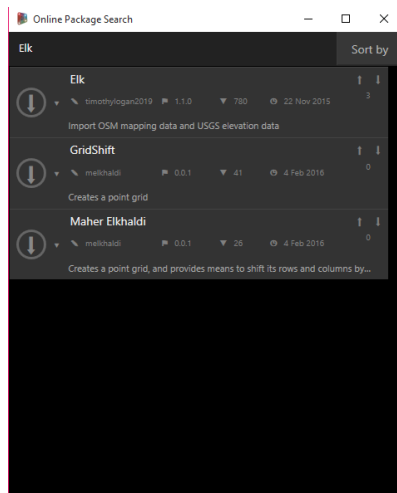 Online Package Search
Elk
Sort by
Elk
timothylogan2019 1.1.0 780 22 Nov 2015
3
Import OSM mapping data and USGS elevation data
GridShift
melkhaldi 0.0.1 41 4 Feb 2016
0
Creates a point grid
Maher Elkhaldi
melkhaldi 0.0.1 26 4 Feb 2016
0
Creates a point grid, and provides means to shift its rows and columns by...